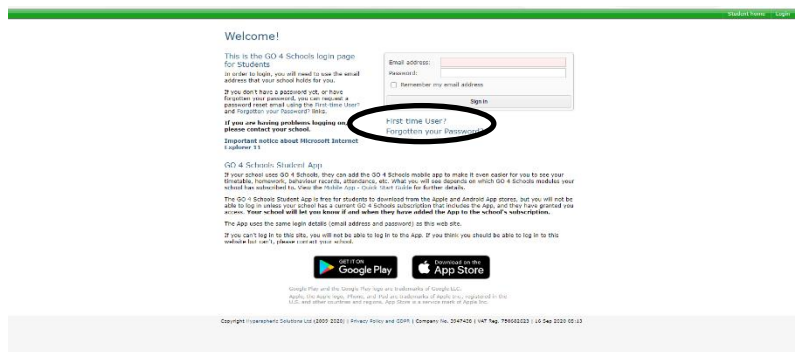 Student home Login
Welcome!
This is the GO 4 Schools login page
for Students
In order to login, you will need to use the email
address that your school holds for you.
If you don't have a password yet, or have
forgotten your password, you can request a
password reset email using the First-time User?
and Forgotten your Password? links.
If you are having problems logging on,
please contact your school.
Important notice about Microsoft Internet
Explorer 11
Email address:
Password:
Remember my email address
Sign in
First time User?
Forgotten your Password?
GO 4 Schools Student App
If your school uses GO 4 Schools, they can add the GO 4 Schools mobile app to make it even easier for you to see your
timetable, homework, behaviour records, attendance, etc. What you will see depends on which GO 4 Schools modules your
school has subscribed to. View the Mobile App - Quick Start Guide for further details.
The GO 4 Schools Student App is free for students to download from the Apple and Android App stores, but you will not be
able to log in unless your school has a current GO 4 Schools subscription that includes the App, and they have granted you
access. Your school will let you know if and when they have added the App to the school's subscription.
The App uses the same login details (email address and password) as this web site.
If you can't log in to this site, you will not be able to log in to the App. If you think you should be able to log in to this
website but can't, please contact your school.
GET IT ON
Google Play
Download on the
App Store
Google Play and the Google Play logo are trademarks of Google LLC.
Apple, the Apple logo, iPhone, and iPad are trademarks of Apple Inc., registered in the
U.S. and other countries and regions. App Store is a service mark of Apple Inc.
Copyright Hyperspheric Solutions Ltd (2009-2020) | Privacy Policy and GDPR | Company No. 3947436 | VAT Reg. | 16 Sep 2020